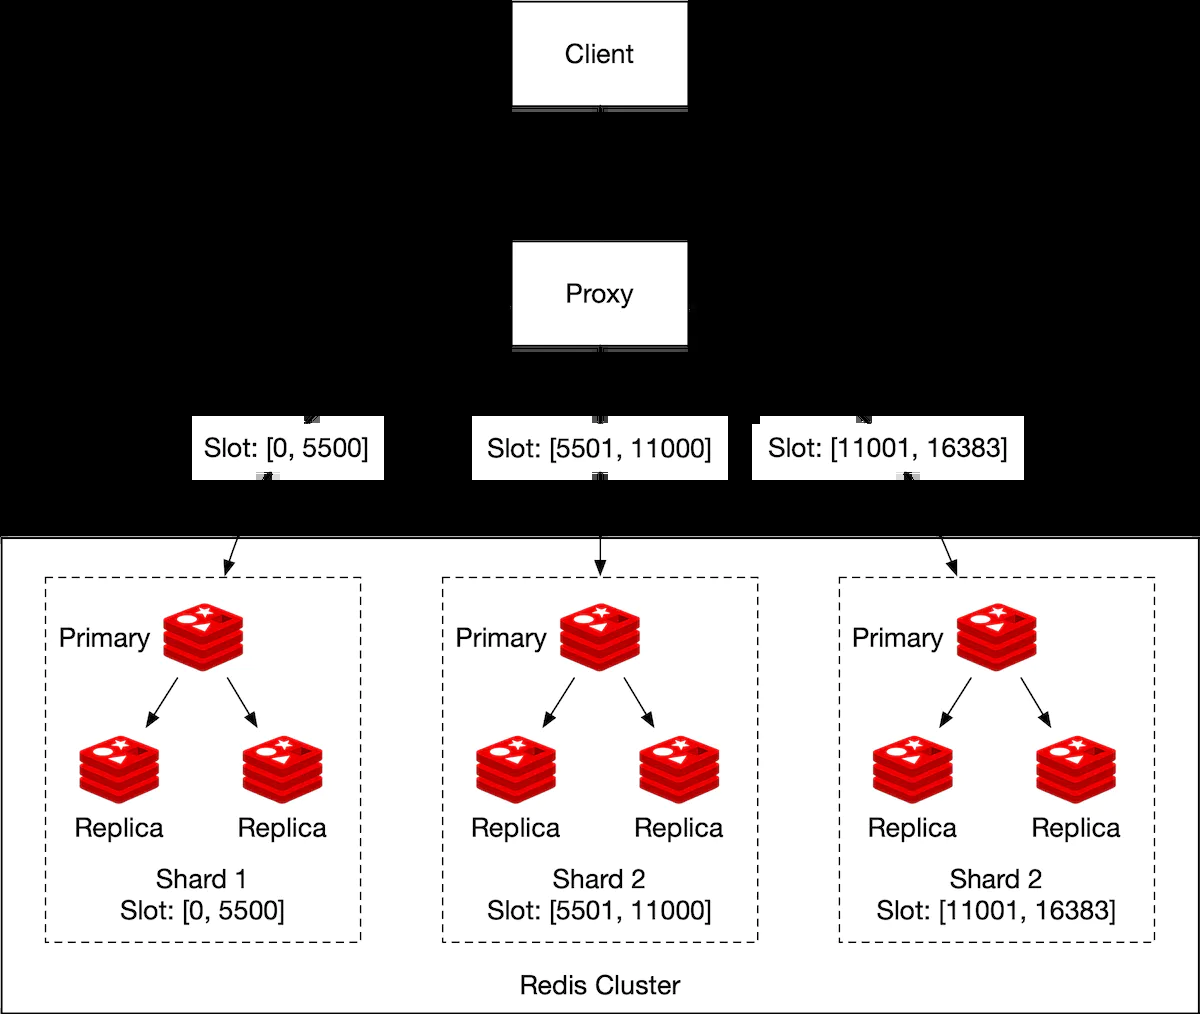 Client
Proxy
Slot: [0, 5500]
Slot: [5501, 11000]
Slot: [11001, 16383]
Primary
Primary
Primary
Replica
Replica
Replica
Replica
Replica
Replica
Shard 1
Slot: [0, 5500]
Shard 2
Slot: [5501, 11000]
Shard 2
Slot: [11001, 16383]
Redis Cluster